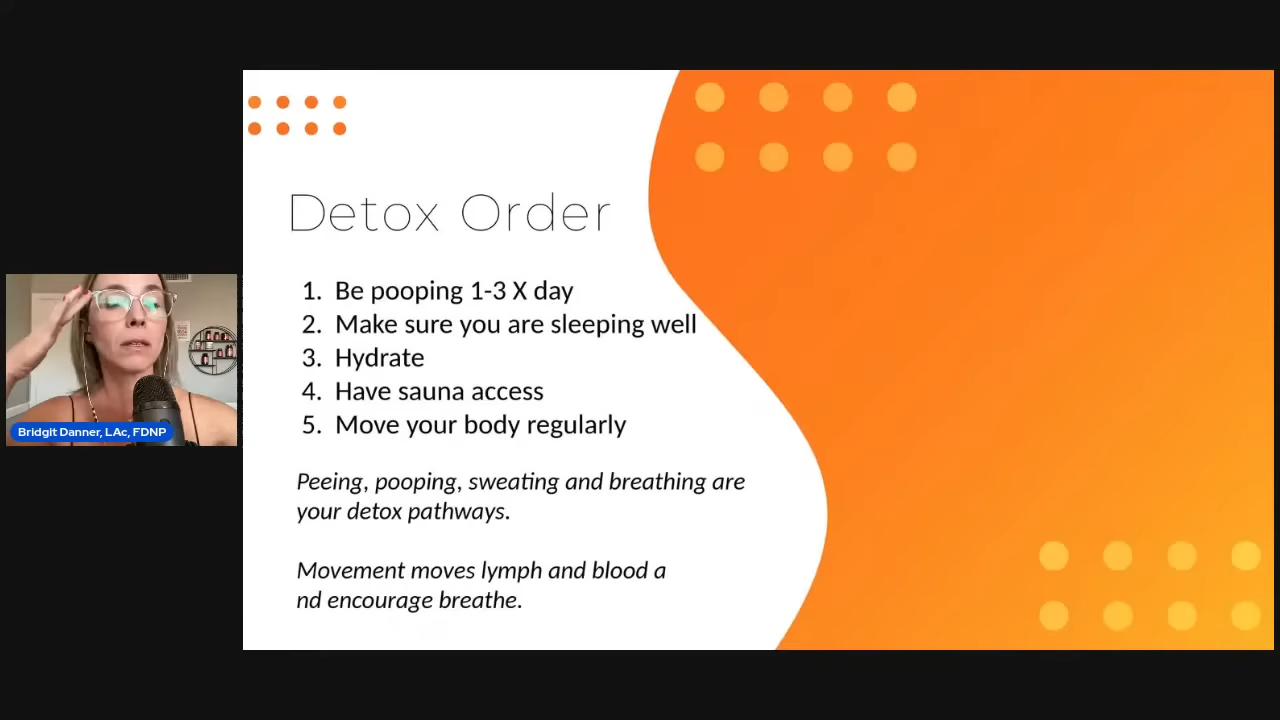 Detox Order
1. Be pooping 1-3 X day
2. Make sure you are sleeping well
3. Hydrate
4. Have sauna access
5. Move your body regularly
Peeing, pooping, sweating and breathing are
your detox pathways.
Movement moves lymph and blood a
nd encourage breathe.
Bridgit Danner, LAc, FDNP